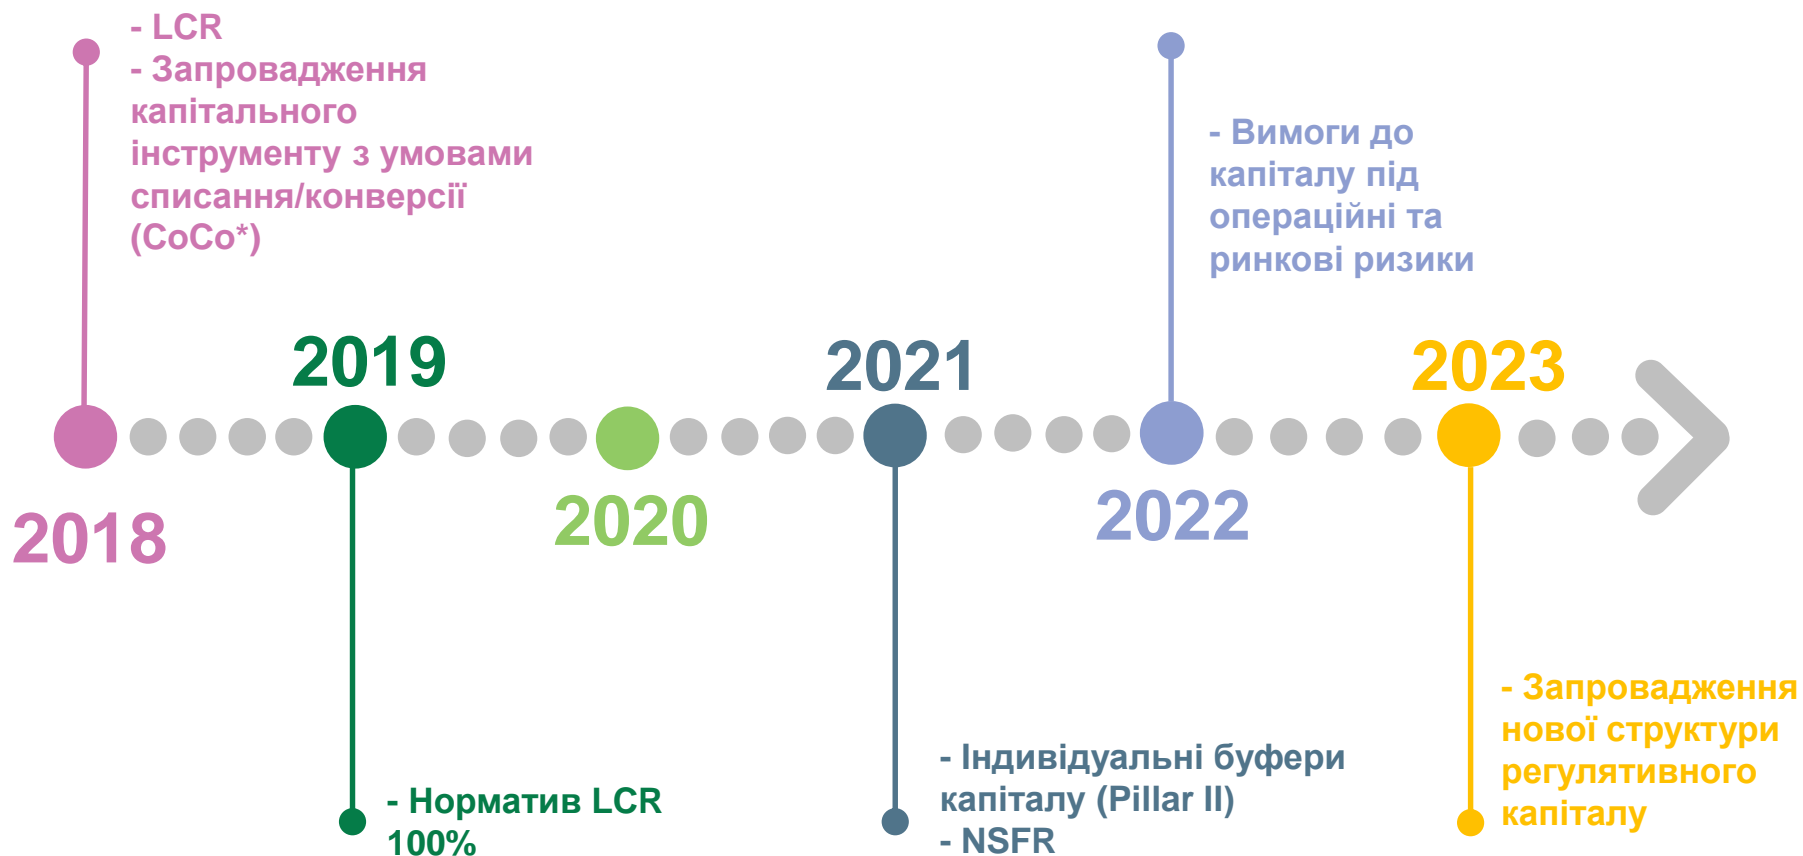 - LCR
- Запровадження
капітального
інструменту з умовами
списання/конверсії
(CoCo*)
2018
2019
- Норматив LCR
100%
2020
2021
- Індивідуальні буфери
капіталу (Pillar II)
- NSFR
- Вимоги до
капіталу під
операційні та
ринкові ризики
2022
2023
- Запровадження
нової структури
регулятивного
капіталу